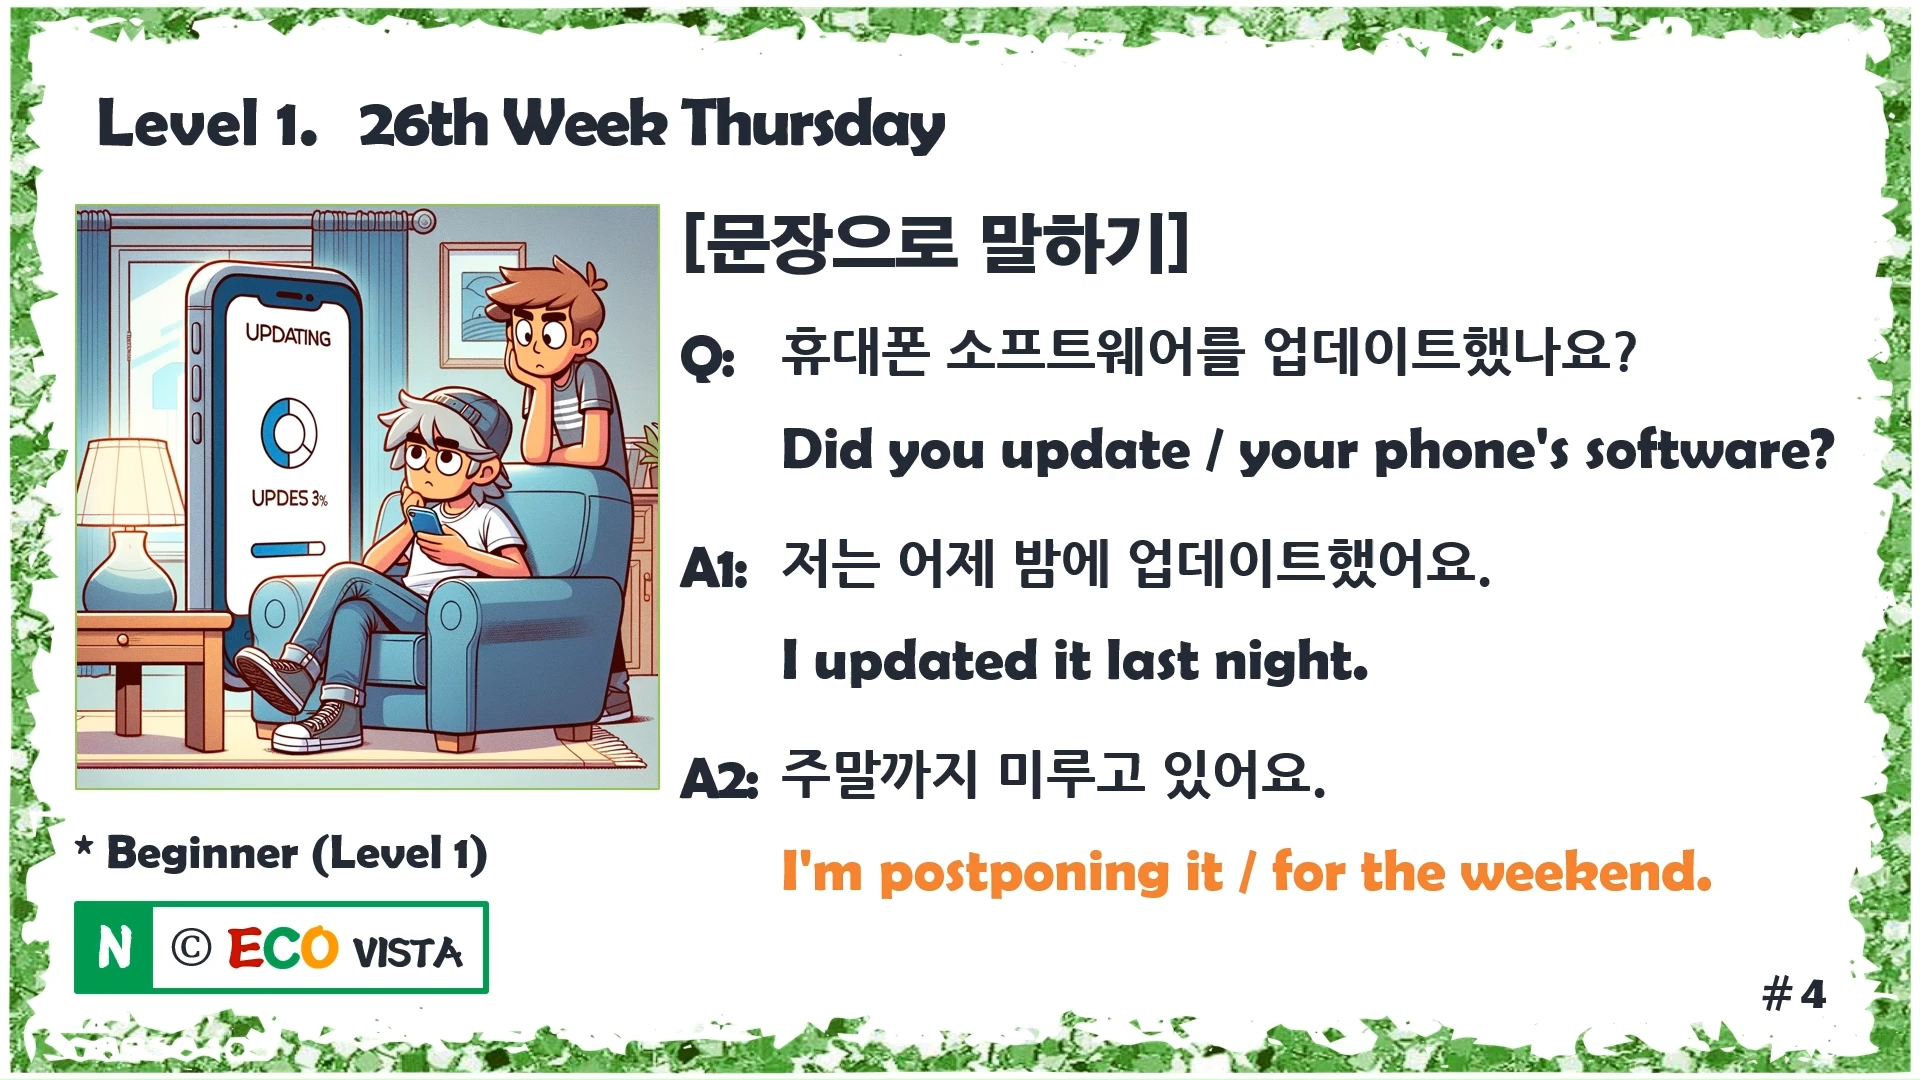 Level 1.  26th Week Thursday
UPDATING
UPDES 3%
[문장으로 말하기]
Q: 휴대폰 소프트웨어를 업데이트했나요?
Did you update / your phone's software?
A1: 저는 어제 밤에 업데이트했어요.
I updated it last night.
A2: 주말까지 미루고 있어요.
I'm postponing it / for the weekend.
* Beginner (Level 1)
N © ECO VISTA
# 4